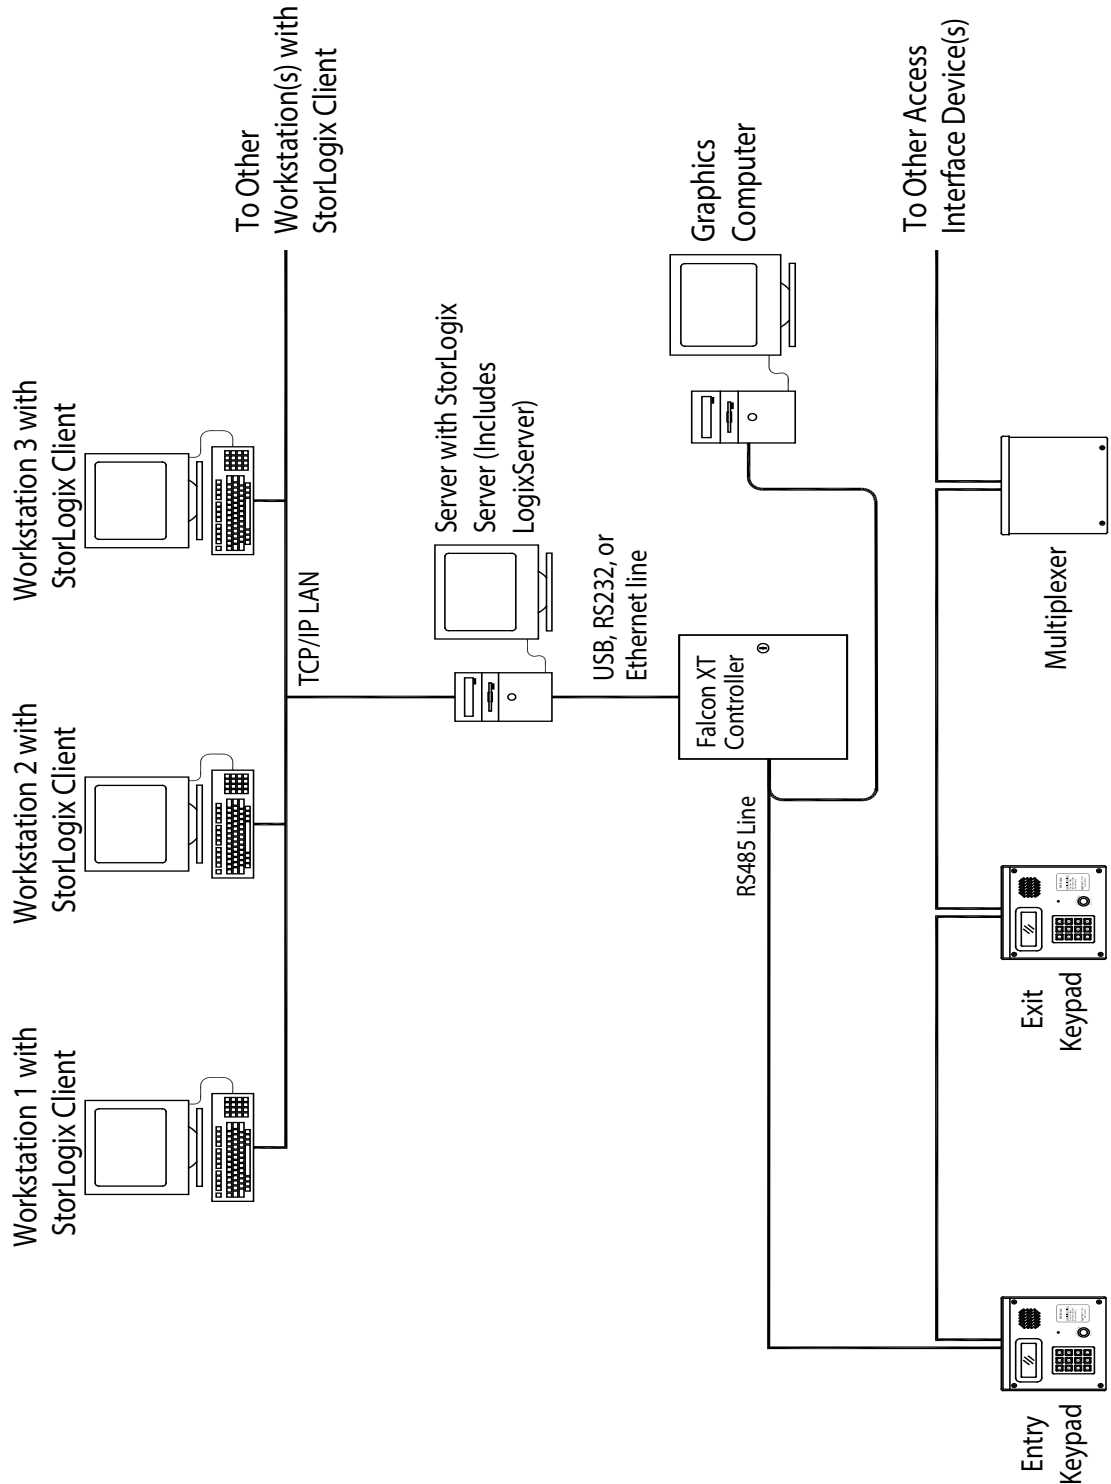 Workstation 1 with
StorLogix Client
Workstation 2 with
StorLogix Client
Workstation 3 with
StorLogix Client
To Other
Workstation(s) with
StorLogix Client
TCP/IP LAN
Server with StorLogix
Server (Includes
LogixServer)
USB, RS232, or
Ethernet line
Graphics
Computer
Falcon XT
Controller
RS485 Line
To Other Access
Interface Device(s)
Entry
Keypad
Exit
Keypad
Multiplexer